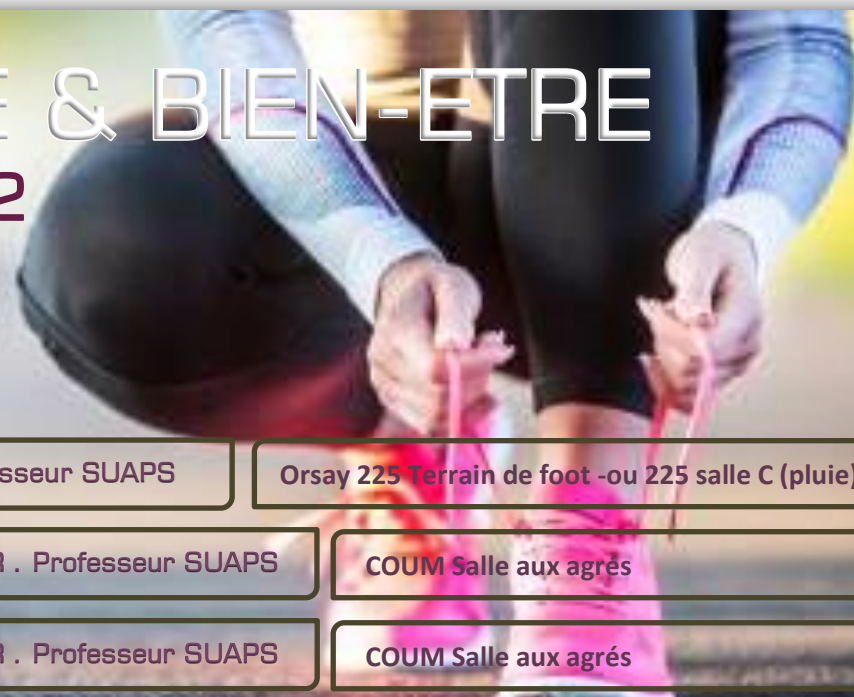 & BIEN-ETRE
2
Professeur SUAPS
Orsay 225 Terrain de foot -ou 225 salle C (pluie)
R . Professeur SUAPS
COUM Salle aux agrés
R . Professeur SUAPS
COUM Salle aux agrés